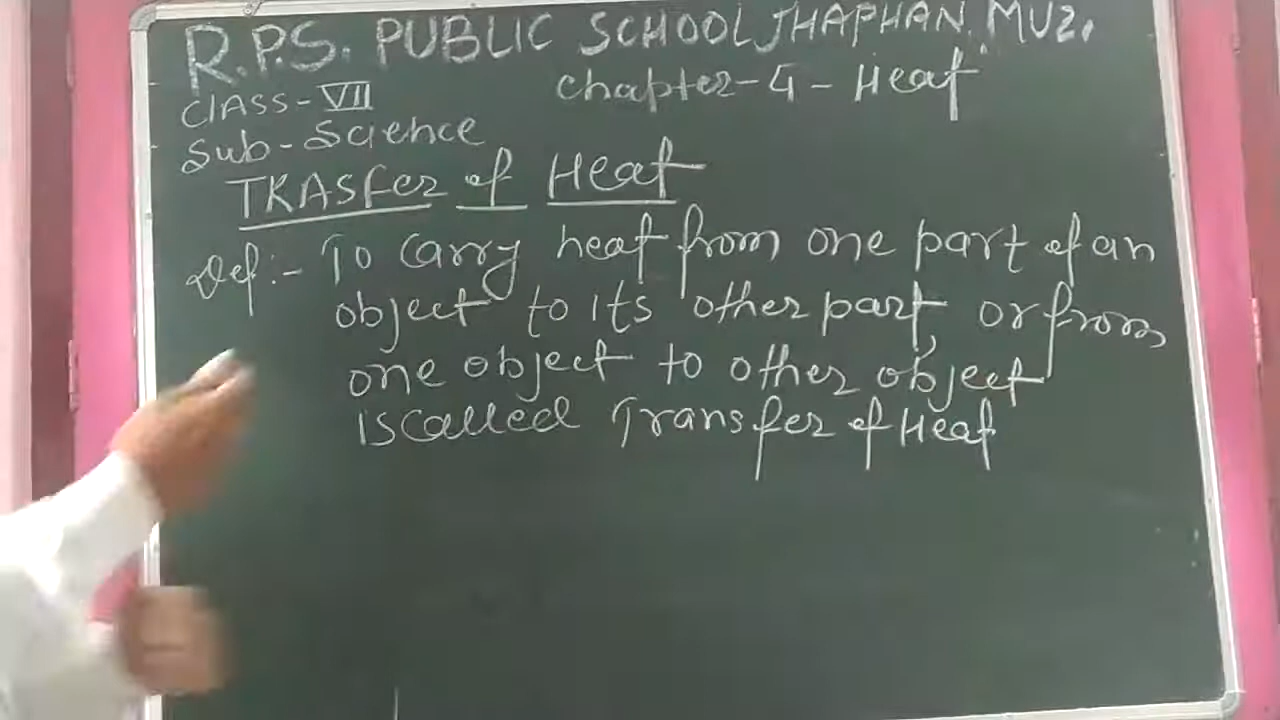 R.P.S. PUBLIC SCHOOL JHAPHAN. MUZ.
CLASS-VII
chapter-4-Heat
Sub-Science
TRASfer of Heat
Def:- To carry heat from one part of an
object to its other part, or from
one object to other object
is called Transfer of Heat